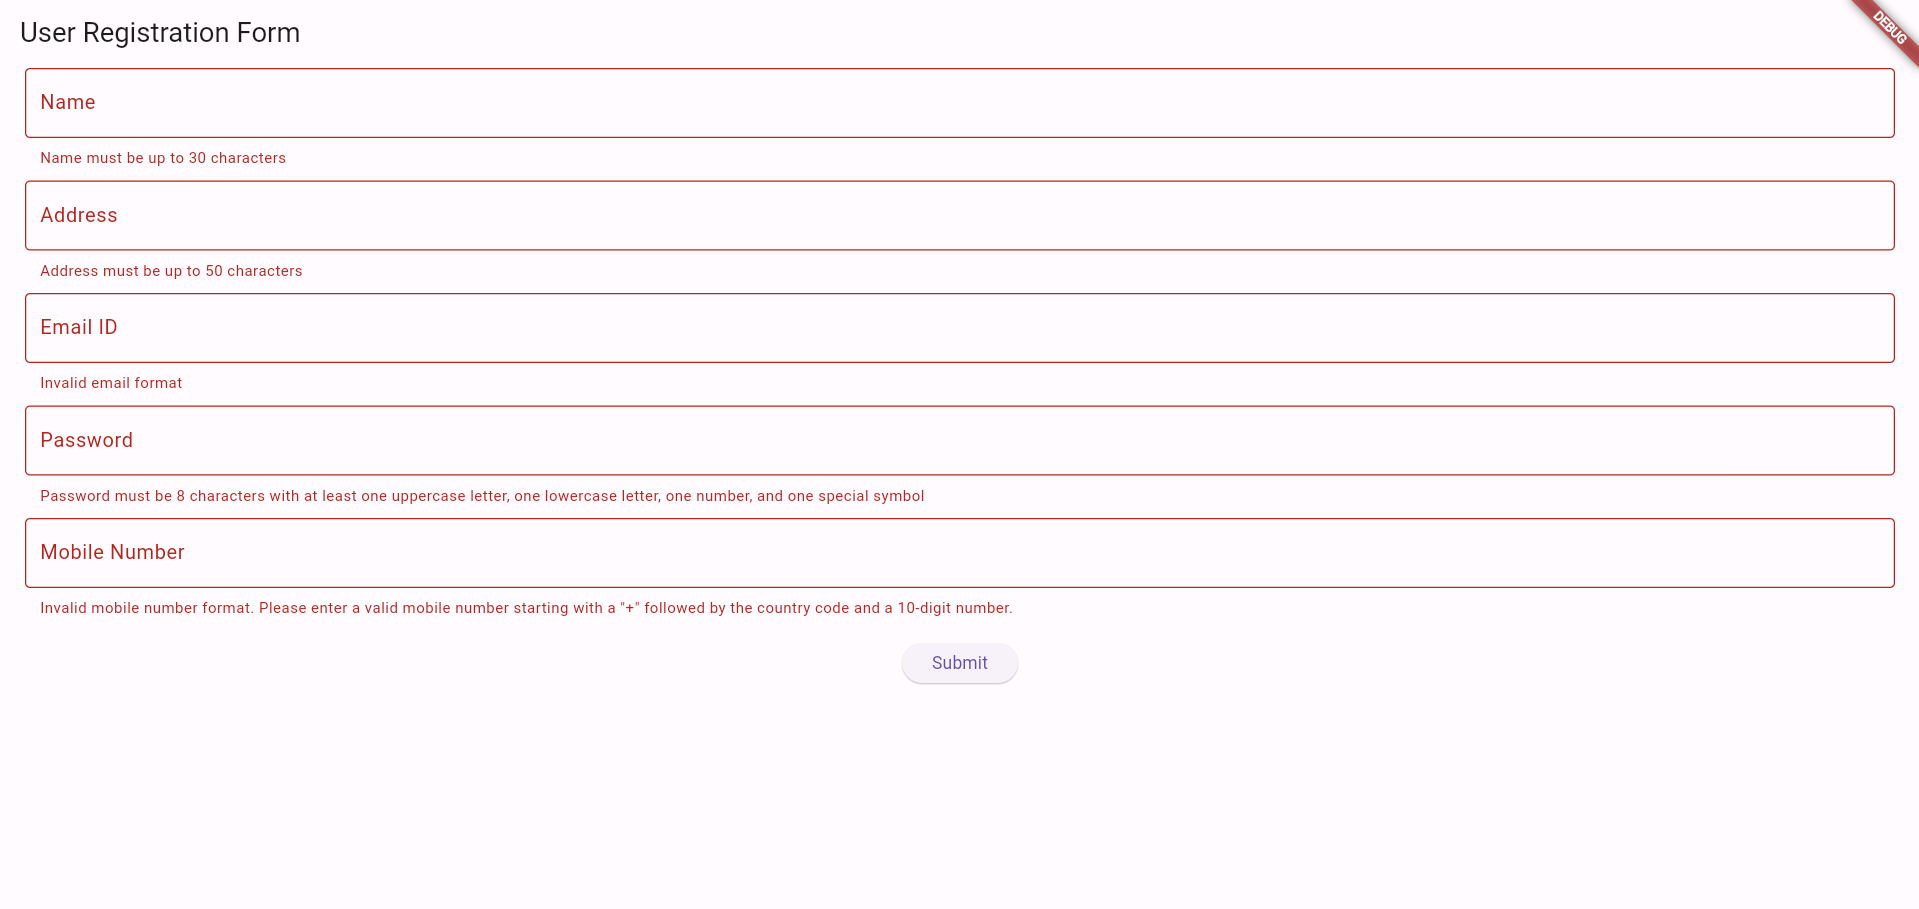 User Registration Form
DEBUG
Name
Name must be up to 30 characters
Address
Address must be up to 50 characters
Email ID
Invalid email format
Password
Password must be 8 characters with at least one uppercase letter, one lowercase letter, one number, and one special symbol
Mobile Number
Invalid mobile number format. Please enter a valid mobile number starting with a "+" followed by the country code and a 10-digit number.
Submit